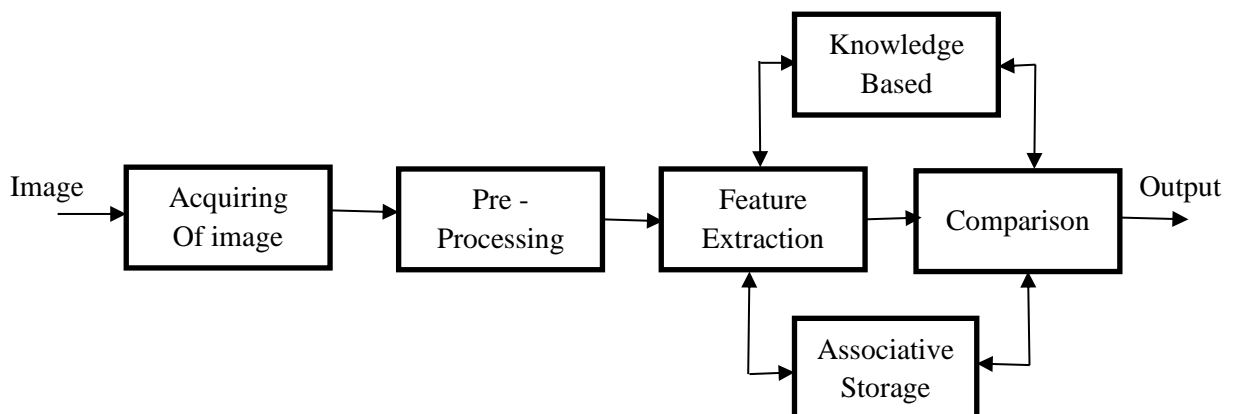 Knowledge
Based
Image
Acquiring
Of image
Pre -
Processing
Feature
Extraction
Comparison
Output
Associative
Storage